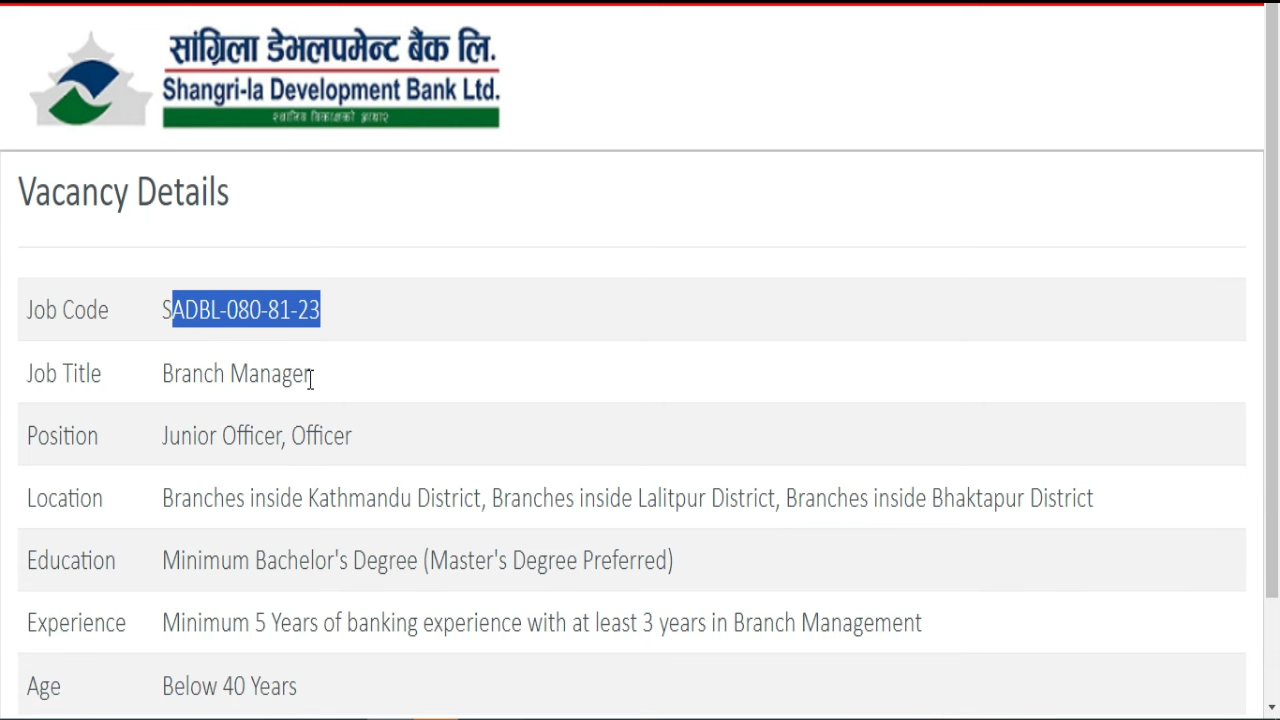 सांग्रिला डेभलपमेन्ट बैंक लि.
Shangri-la Development Bank Ltd.
स्थानिय विकासको आधार
Vacancy Details
Job Code SADBL-080-81-23
Job Title Branch Manager
Position Junior Officer, Officer
Location Branches inside Kathmandu District, Branches inside Lalitpur District, Branches inside Bhaktapur District
Education Minimum Bachelor's Degree (Master's Degree Preferred)
Experience Minimum 5 Years of banking experience with at least 3 years in Branch Management
Age Below 40 Years